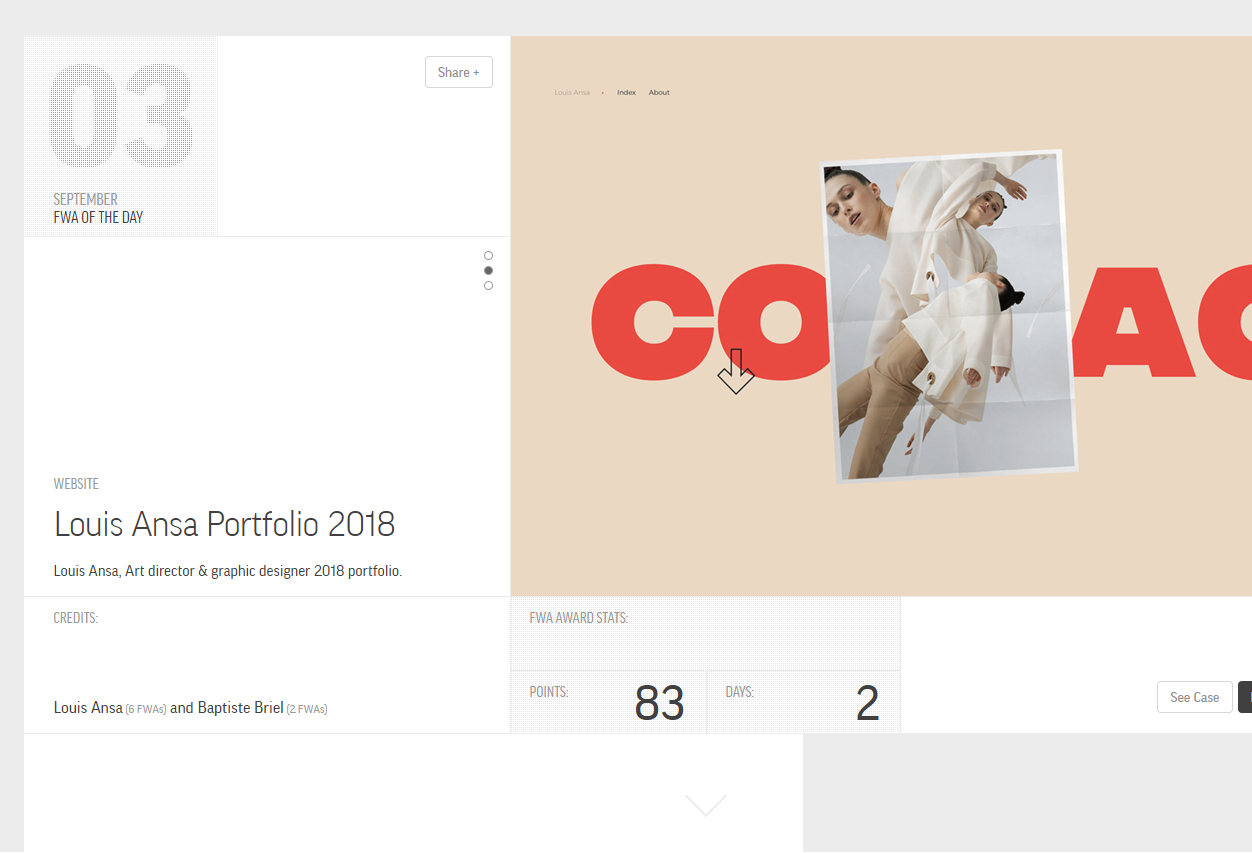 03
SEPTEMBER
FWA OF THE DAY
Share +
Louis Ansa • Index About
WEBSITE
Louis Ansa Portfolio 2018
Louis Ansa, Art director & graphic designer 2018 portfolio.
CREDITS:
Louis Ansa (6 FWAs) and Baptiste Briel (2 FWAs)
FWA AWARD STATS:
POINTS: 83
DAYS: 2
See Case